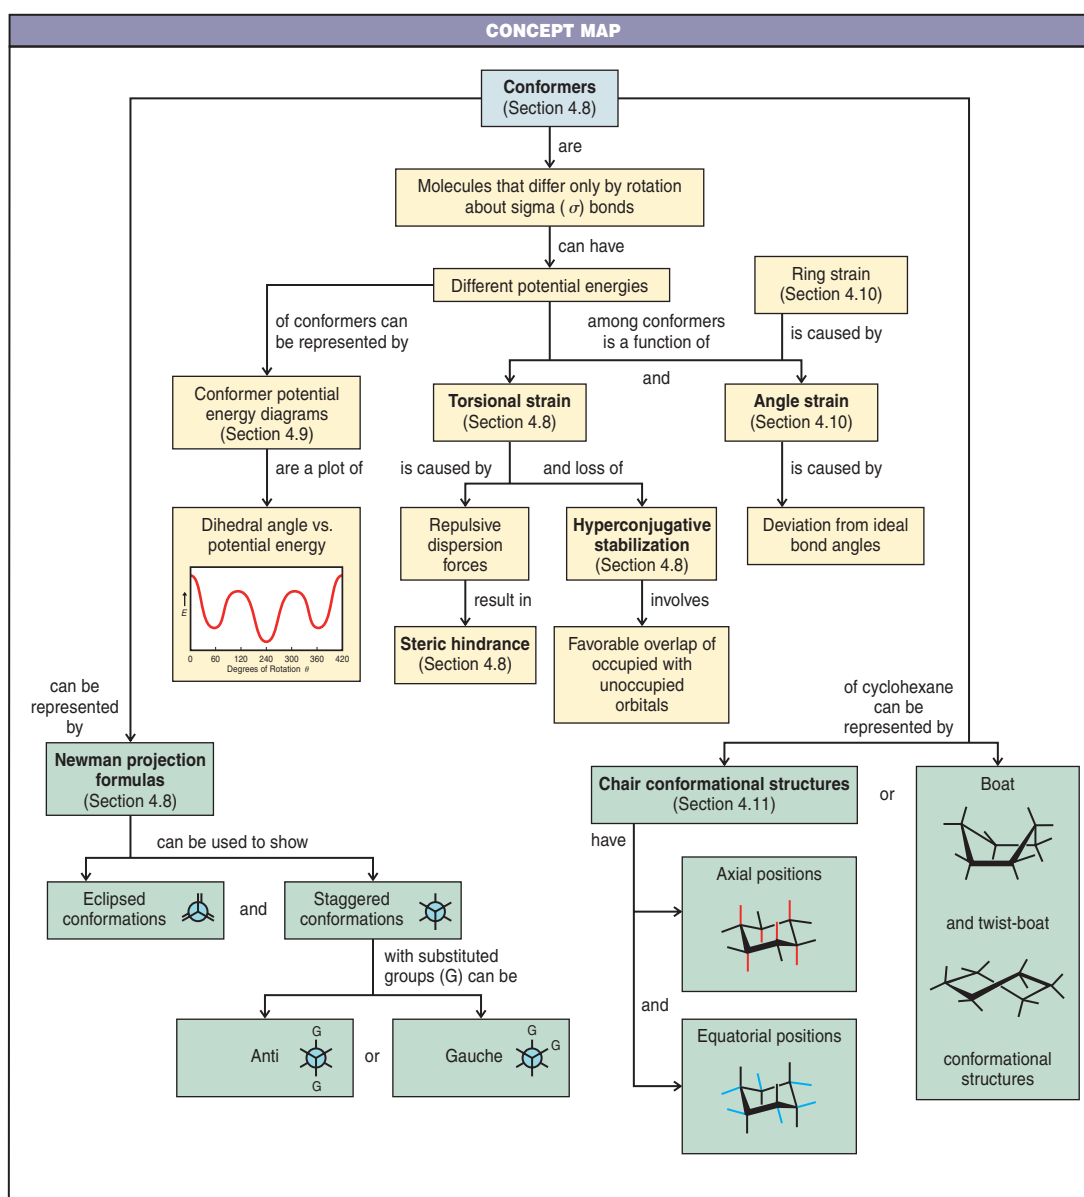 CONCEPT MAP
Conformers
(Section 4.8)
are
Molecules that differ only by rotation
about sigma ( σ) bonds
can have
Different potential energies
Ring strain
(Section 4.10)
of conformers can
be represented by
among conformers
is a function of
is caused by
and
Conformer potential
energy diagrams
(Section 4.9)
Torsional strain
(Section 4.8)
Angle strain
(Section 4.10)
are a plot of
is caused by
and loss of
is caused by
Dihedral angle vs.
potential energy
E
0 60 120 240 300 360 420
Degrees of Rotation θ
Repulsive
dispersion
forces
Hyperconjugative
stabilization
(Section 4.8)
Deviation from ideal
bond angles
result in
involves
Steric hindrance
(Section 4.8)
Favorable overlap of
occupied with
unoccupied
orbitals
can be
represented
by
of cyclohexane
can be
represented by
Newman projection
formulas
(Section 4.8)
Chair conformational structures
(Section 4.11)
or
Boat
and twist-boat
conformational
structures
can be used to show
have
Eclipsed
conformations
and
Staggered
conformations
Axial positions
with substituted
groups (G) can be
and
Anti
G
G
or
Gauche
G
G
Equatorial positions